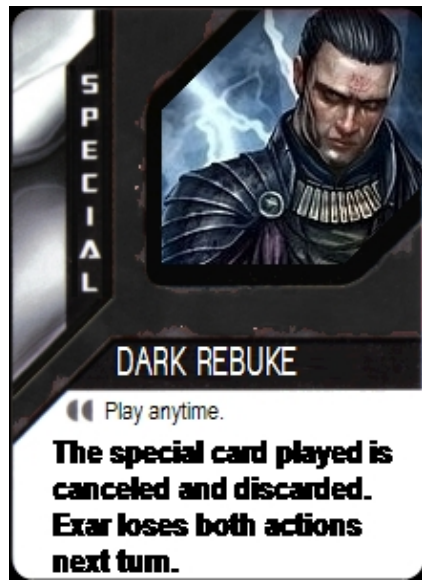 SPECIAL
DARK REBUKE
Play anytime.
The special card played is
canceled and discarded.
Exar loses both actions
next turn.